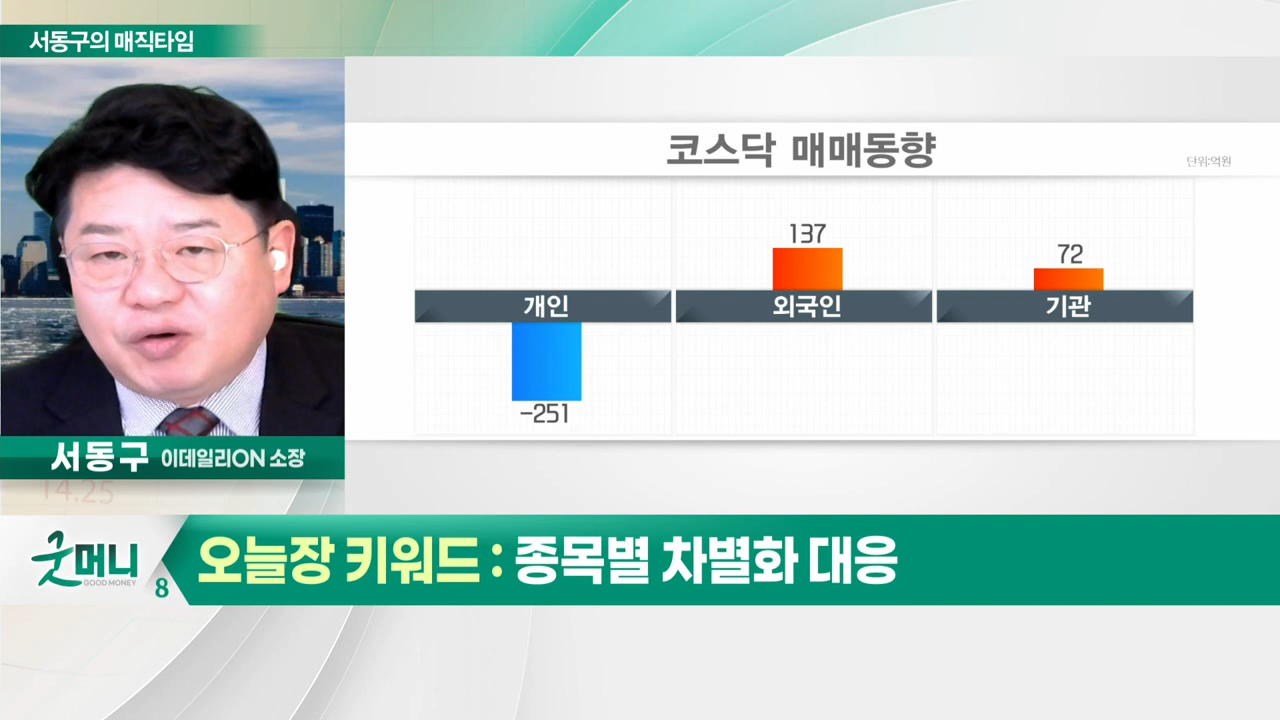 서동구의 매직타임
코스닥 매매동향
단위:억원
137
72
개인
외국인
기관
-251
서동구 이데일리ON 소장
14.25
굿머니
GOOD MONEY
8
오늘장 키워드 : 종목별 차별화 대응